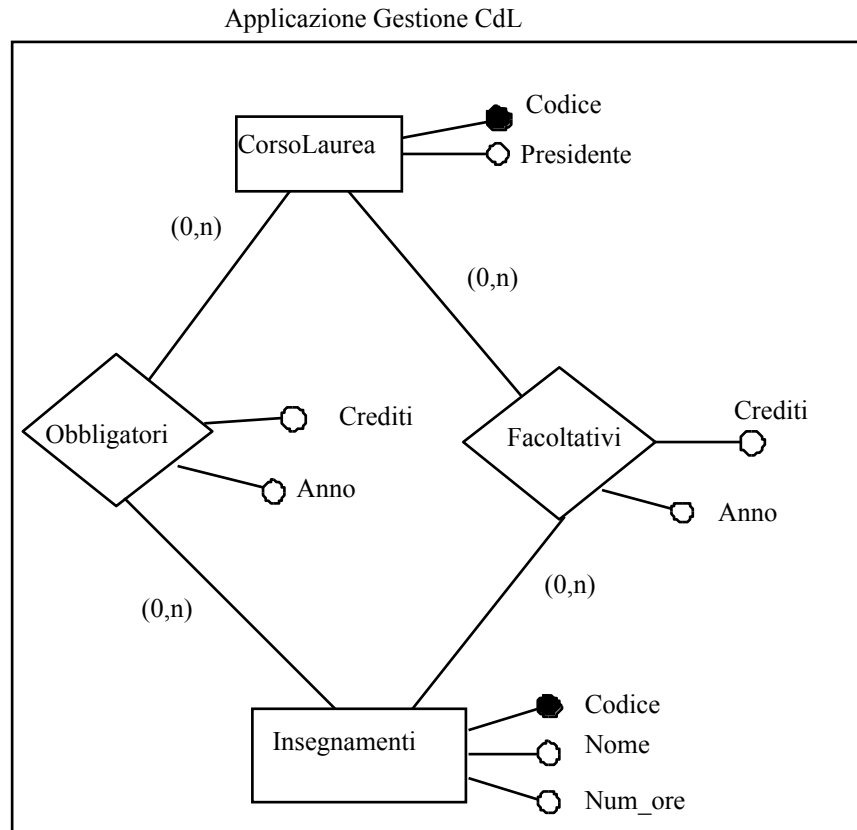 Applicazione Gestione CdL
Codice
CorsoLaurea
Presidente
(0,n)
(0,n)
Crediti
Crediti
Obbligatori
Facoltativi
Anno
Anno
(0,n)
(0,n)
Codice
Insegnamenti
Nome
Num_ore